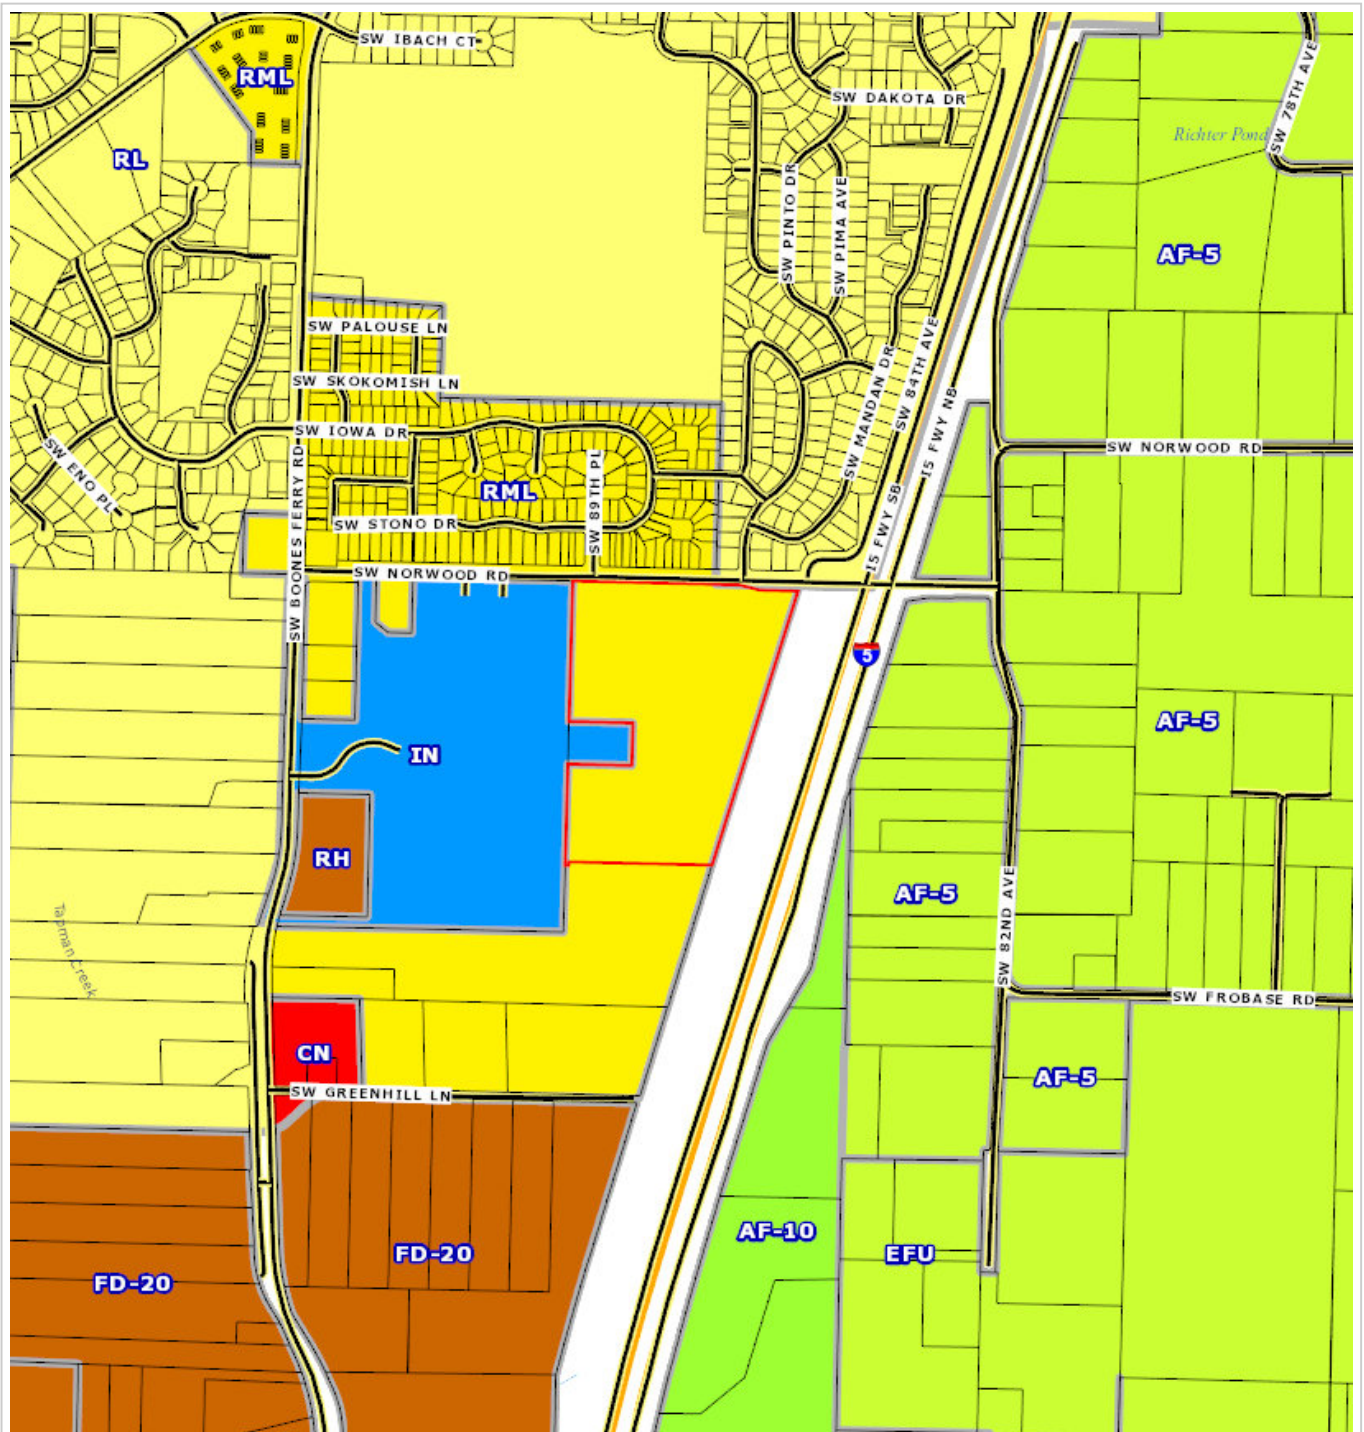 SW IBACH CT
RML
SW DAKOTA DR
SW 78TH AVE
Richter Pond
RL
SW PINTO DR
SW PIMA AVE
AF-5
SW PALOUSE LN
SW SKOKOMISH LN
SW MANDAN DR
SW 84TH AVE
I5 FWY NB
SW IOWA DR
SW NORWOOD RD
SW ENO PL
SW BOONES FERRY RD
RML
SW 89TH PL
SW STONO DR
I5 FWY SB
SW NORWOOD RD
5
AF-5
IN
RH
AF-5
SW 82ND AVE
Tapman Creek
SW FROBASE RD
CN
AF-5
SW GREENHILL LN
AF-10
FD-20
EFU
FD-20